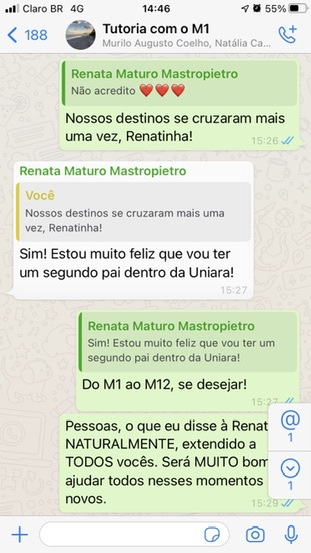 Claro BR 4G 14:46 55%
188 Tutoria com o M1
Murilo Augusto Coelho, Natália Ca...
Renata Maturo Mastropietro
Não acredito ❤️❤️❤️
Nossos destinos se cruzaram mais
uma vez, Renatinha!
15:26
Renata Maturo Mastropietro
Você
Nossos destinos se cruzaram mais uma
vez, Renatinha!
Sim! Estou muito feliz que vou ter
um segundo pai dentro da Uniara!
15:27
Renata Maturo Mastropietro
Sim! Estou muito feliz que vou ter um
segundo pai dentro da Uniara!
Do M1 ao M12, se desejar!
15:27
Pessoas, o que eu disse à Renat
NATURALMENTE, extendido a
TODOS vocês. Será MUITO bom
ajudar todos nesses momentos
novos.
15:29
@
1
1